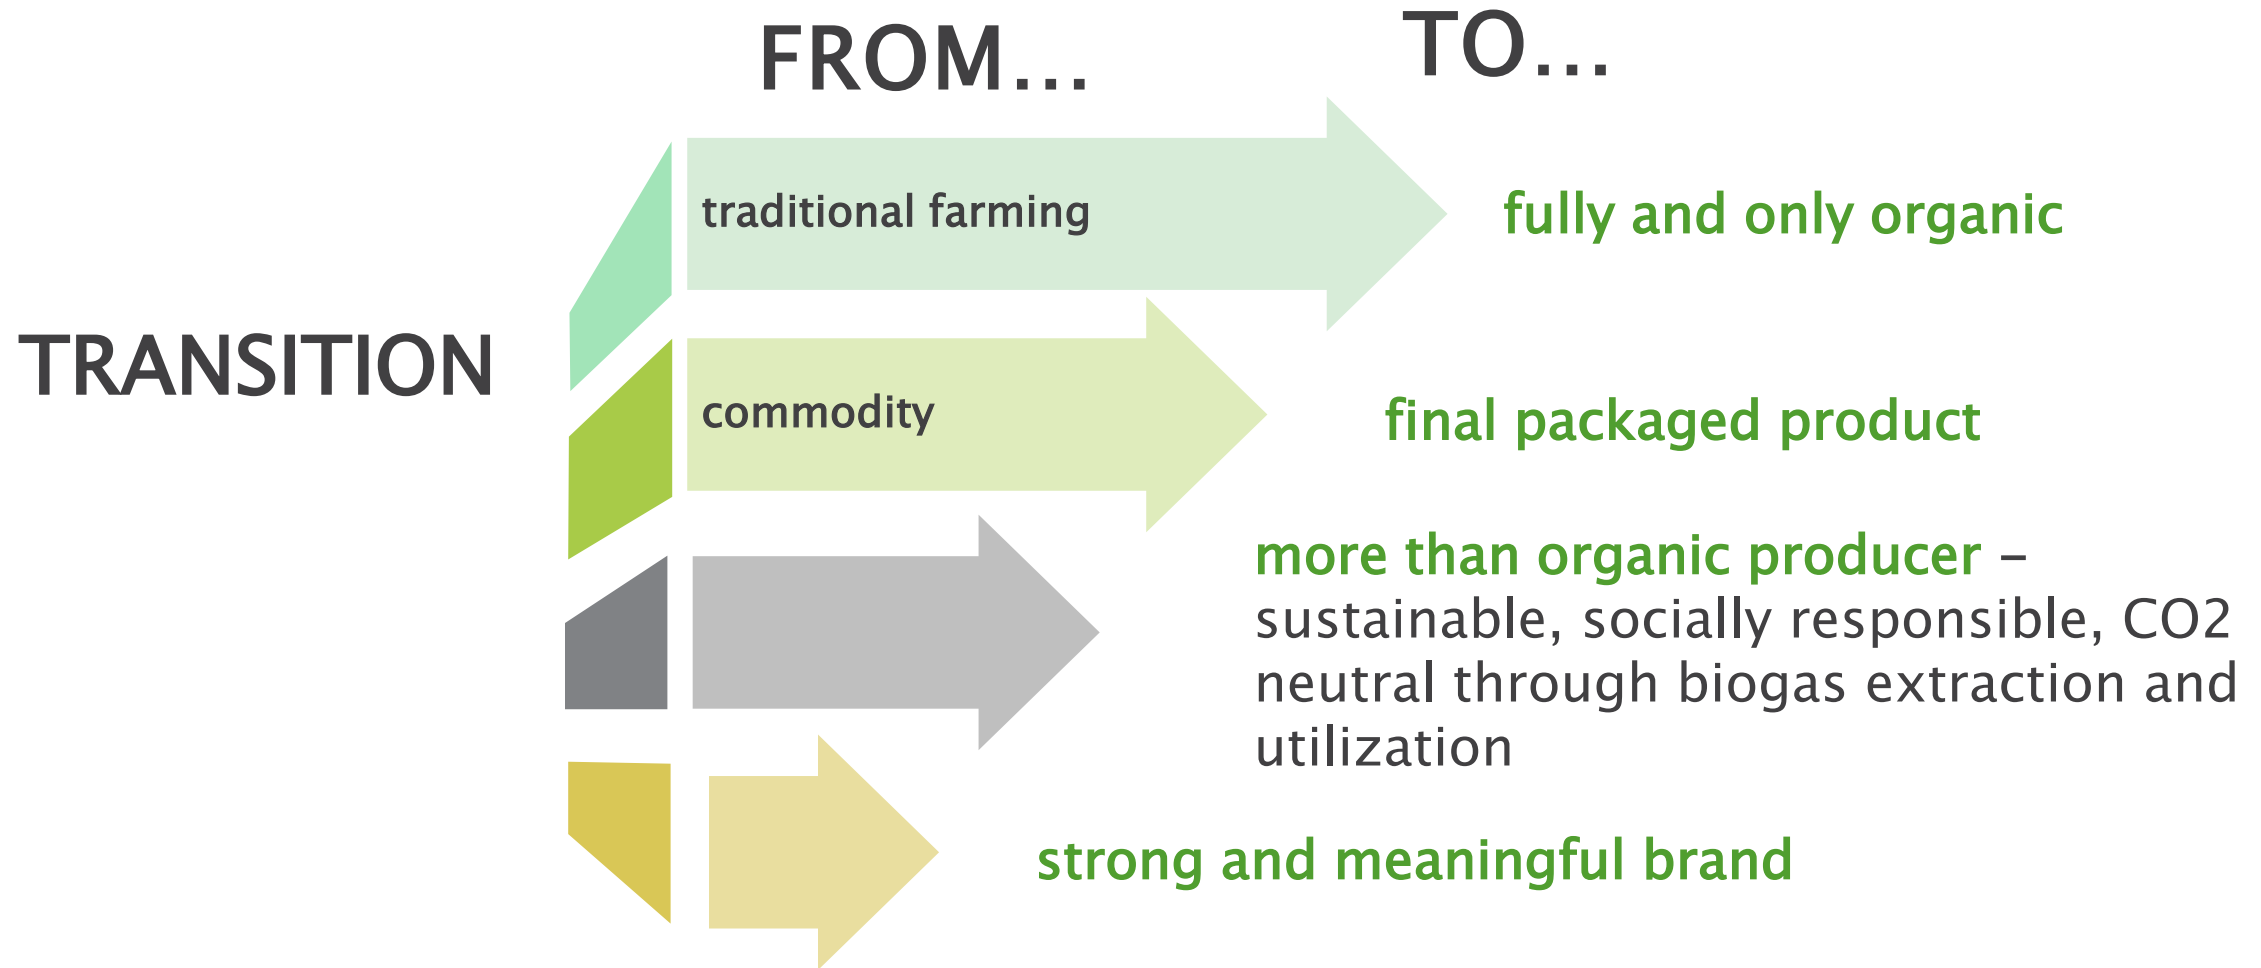 FROM…
TO…
TRANSITION
traditional farming
fully and only organic
commodity
final packaged product
more than organic producer –
sustainable, socially responsible, CO2
neutral through biogas extraction and
utilization
strong and meaningful brand